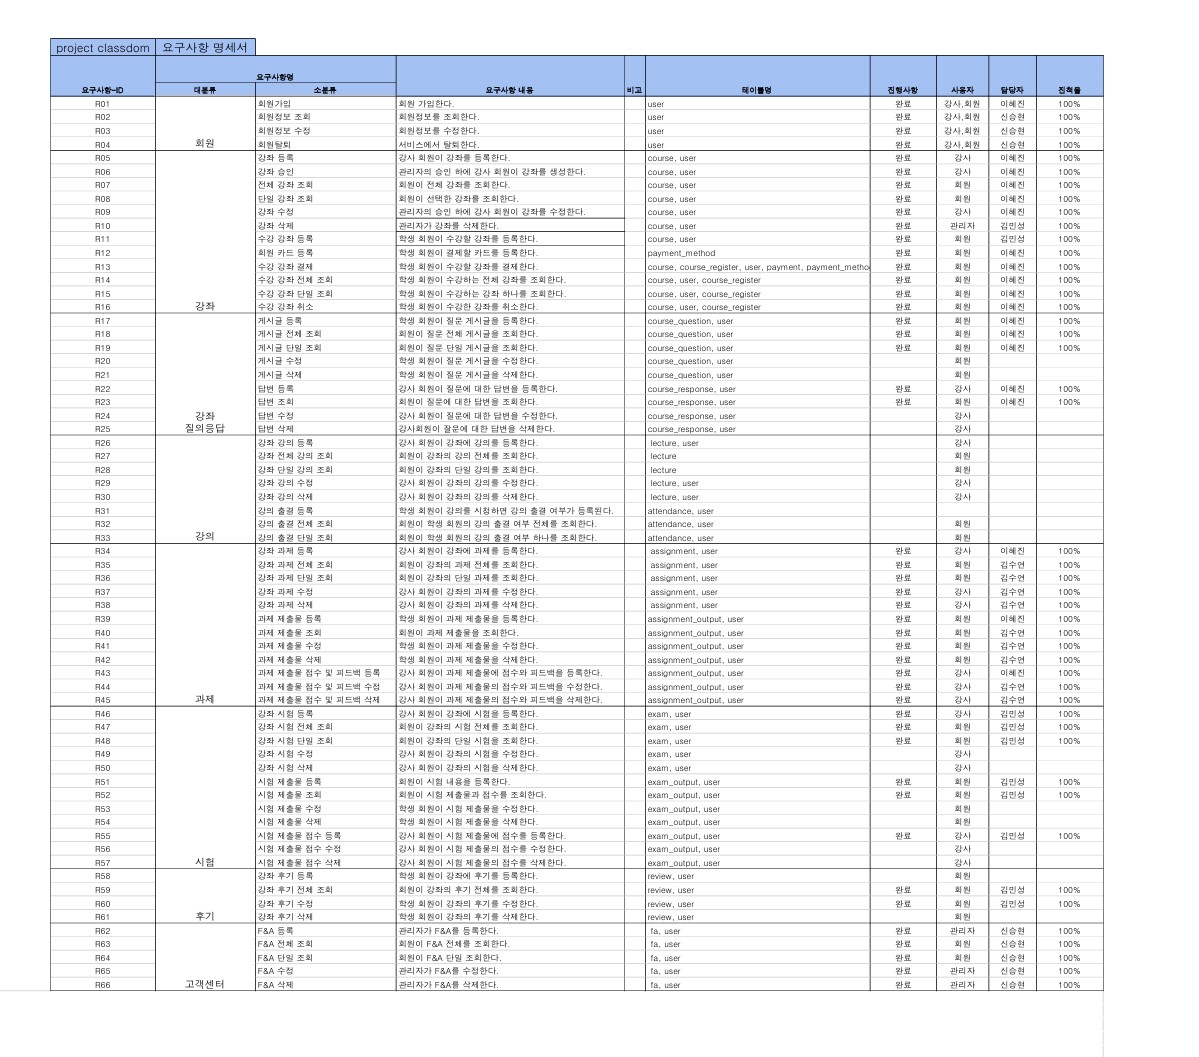 project classdom 요구사항 명세서
요구사항명
요구사항-ID 대분류 소분류 요구사항 내용 비고 테이블명 진행사항 사용자 담당자 진척율
R01 회원가입 회원 가입한다. user 완료 강사,회원 이혜진 100%
R02 회원정보 조회 회원정보를 조회한다. user 완료 강사,회원 신승현 100%
R03 회원정보 수정 회원정보를 수정한다. user 완료 강사,회원 이혜진 100%
R04 회원 회원탈퇴 서비스에서 탈퇴한다. user 완료 강사,회원 신승현 100%
R05 강좌 등록 강사 회원이 강좌를 등록한다. course, user 완료 강사 이혜진 100%
R06 강좌 승인 관리자의 승인 하에 강사 회원이 강좌를 생성한다. course, user 완료 강사 이혜진 100%
R07 전체 강좌 조회 회원이 전체 강좌를 조회한다. course, user 완료 회원 이혜진 100%
R08 단일 강좌 조회 회원이 선택한 강좌를 조회한다. course, user 완료 회원 이혜진 100%
R09 강좌 수정 관리자의 승인 하에 강사 회원이 강좌를 수정한다. course, user 완료 강사 이혜진 100%
R10 강좌 삭제 관리자가 강좌를 삭제한다. course, user 완료 관리자 김민성 100%
R11 수강 강좌 등록 학생 회원이 수강할 강좌를 등록한다. course, user 완료 회원 김민성 100%
R12 회원 카드 등록 학생 회원이 결제할 카드를 등록한다. payment_method 완료 회원 이혜진 100%
R13 수강 강좌 결제 학생 회원이 수강할 강좌를 결제한다. course, course_register, user, payment, payment_metho 완료 회원 이혜진 100%
R14 수강 강좌 전체 조회 학생 회원이 수강하는 전체 강좌를 조회한다. course, user, course_register 완료 회원 이혜진 100%
R15 수강 강좌 단일 조회 학생 회원이 수강하는 강좌 하나를 조회한다. course, user, course_register 완료 회원 이혜진 100%
R16 강좌 수강 강좌 취소 학생 회원이 수강한 강좌를 취소한다. course, user, course_register 완료 회원 이혜진 100%
R17 게시글 등록 학생 회원이 질문 게시글을 등록한다. course_question, user 완료 회원 이혜진 100%
R18 게시글 전체 조회 회원이 질문 전체 게시글을 조회한다. course_question, user 완료 회원 이혜진 100%
R19 게시글 단일 조회 회원이 질문 단일 게시글을 조회한다. course_question, user 완료 회원 이혜진 100%
R20 게시글 수정 학생 회원이 질문 게시글을 수정한다. course_question, user 회원
R21 게시글 삭제 학생 회원이 질문 게시글을 삭제한다. course_question, user 회원
R22 답변 등록 강사 회원이 질문에 대한 답변을 등록한다. course_response, user 완료 강사 이혜진 100%
R23 답변 조회 회원이 질문에 대한 답변을 조회한다. course_response, user 완료 회원 이혜진 100%
R24 강좌 답변 수정 강사 회원이 질문에 대한 답변을 수정한다. course_response, user 강사
R25 질의응답 답변 삭제 강사회원이 질문에 대한 답변을 삭제한다. course_response, user 강사
R26 강좌 강의 등록 강사 회원이 강좌에 강의를 등록한다. lecture, user 강사
R27 강좌 전체 강의 조회 회원이 강좌의 강의 전체를 조회한다. lecture 회원
R28 강좌 단일 강의 조회 회원이 강좌의 단일 강의를 조회한다. lecture 회원
R29 강좌 강의 수정 강사 회원이 강좌의 강의를 수정한다. lecture, user 강사
R30 강좌 강의 삭제 강사 회원이 강좌의 강의를 삭제한다. lecture, user 강사
R31 강의 출결 등록 학생 회원이 강의를 시청하면 강의 출결 여부가 등록된다. attendance, user
R32 강의 출결 전체 조회 회원이 학생 회원의 강의 출결 여부 전체를 조회한다. attendance, user 회원
R33 강의 강의 출결 단일 조회 회원이 학생 회원의 강의 출결 여부 하나를 조회한다. attendance, user 회원
R34 강좌 과제 등록 강사 회원이 강좌에 과제를 등록한다. assignment, user 완료 강사 이혜진 100%
R35 강좌 과제 전체 조회 회원이 강좌의 과제 전체를 조회한다. assignment, user 완료 회원 김수연 100%
R36 강좌 과제 단일 조회 회원이 강좌의 단일 과제를 조회한다. assignment, user 완료 회원 김수연 100%
R37 강좌 과제 수정 강사 회원이 강좌의 과제를 수정한다. assignment, user 완료 강사 김수연 100%
R38 강좌 과제 삭제 강사 회원이 강좌의 과제를 삭제한다. assignment, user 완료 강사 김수연 100%
R39 과제 제출물 등록 학생 회원이 과제 제출물을 등록한다. assignment_output, user 완료 회원 이혜진 100%
R40 과제 제출물 조회 회원이 과제 제출물을 조회한다. assignment_output, user 완료 회원 김수연 100%
R41 과제 제출물 수정 학생 회원이 과제 제출물을 수정한다. assignment_output, user 완료 회원 김수연 100%
R42 과제 제출물 삭제 학생 회원이 과제 제출물을 삭제한다. assignment_output, user 완료 회원 김수연 100%
R43 과제 제출물 점수 및 피드백 등록 강사 회원이 과제 제출물에 점수와 피드백을 등록한다. assignment_output, user 완료 강사 이혜진 100%
R44 과제 제출물 점수 및 피드백 수정 강사 회원이 과제 제출물의 점수와 피드백을 수정한다. assignment_output, user 완료 강사 김수연 100%
R45 과제 과제 제출물 점수 및 피드백 삭제 강사 회원이 과제 제출물의 점수와 피드백을 삭제한다. assignment_output, user 완료 강사 김수연 100%
R46 강좌 시험 등록 강사 회원이 강좌에 시험을 등록한다. exam, user 완료 강사 김민성 100%
R47 강좌 시험 전체 조회 회원이 강좌의 시험 전체를 조회한다. exam, user 완료 회원 김민성 100%
R48 강좌 시험 단일 조회 회원이 강좌의 단일 시험을 조회한다. exam, user 완료 회원 김민성 100%
R49 강좌 시험 수정 강사 회원이 강좌의 시험을 수정한다. exam, user 강사
R50 강좌 시험 삭제 강사 회원이 강좌의 시험을 삭제한다. exam, user 강사
R51 시험 제출물 등록 회원이 시험 내용을 등록한다. exam_output, user 완료 회원 김민성 100%
R52 시험 제출물 조회 회원이 시험 제출물과 점수를 조회한다. exam_output, user 완료 회원 김민성 100%
R53 시험 제출물 수정 학생 회원이 시험 제출물을 수정한다. exam_output, user 회원
R54 시험 제출물 삭제 학생 회원이 시험 제출물을 삭제한다. exam_output, user 회원
R55 시험 제출물 점수 등록 강사 회원이 시험 제출물에 점수를 등록한다. exam_output, user 완료 강사 김민성 100%
R56 시험 제출물 점수 수정 강사 회원이 시험 제출물의 점수를 수정한다. exam_output, user 강사
R57 시험 시험 제출물 점수 삭제 강사 회원이 시험 제출물의 점수를 삭제한다. exam_output, user 강사
R58 강좌 후기 등록 학생 회원이 강좌에 후기를 등록한다. review, user 회원
R59 강좌 후기 전체 조회 회원이 강좌의 후기 전체를 조회한다. review, user 완료 회원 김민성 100%
R60 강좌 후기 수정 학생 회원이 강좌의 후기를 수정한다. review, user 완료 회원 김민성 100%
R61 후기 강좌 후기 삭제 학생 회원이 강좌의 후기를 삭제한다. review, user 회원
R62 F&A 등록 관리자가 F&A를 등록한다. fa, user 완료 관리자 신승현 100%
R63 F&A 전체 조회 회원이 F&A 전체를 조회한다. fa, user 완료 회원 신승현 100%
R64 F&A 단일 조회 회원이 F&A 단일 조회한다. fa, user 완료 회원 신승현 100%
R65 F&A 수정 관리자가 F&A를 수정한다. fa, user 완료 관리자 신승현 100%
R66 고객센터 F&A 삭제 관리자가 F&A를 삭제한다. fa, user 완료 관리자 신승현 100%